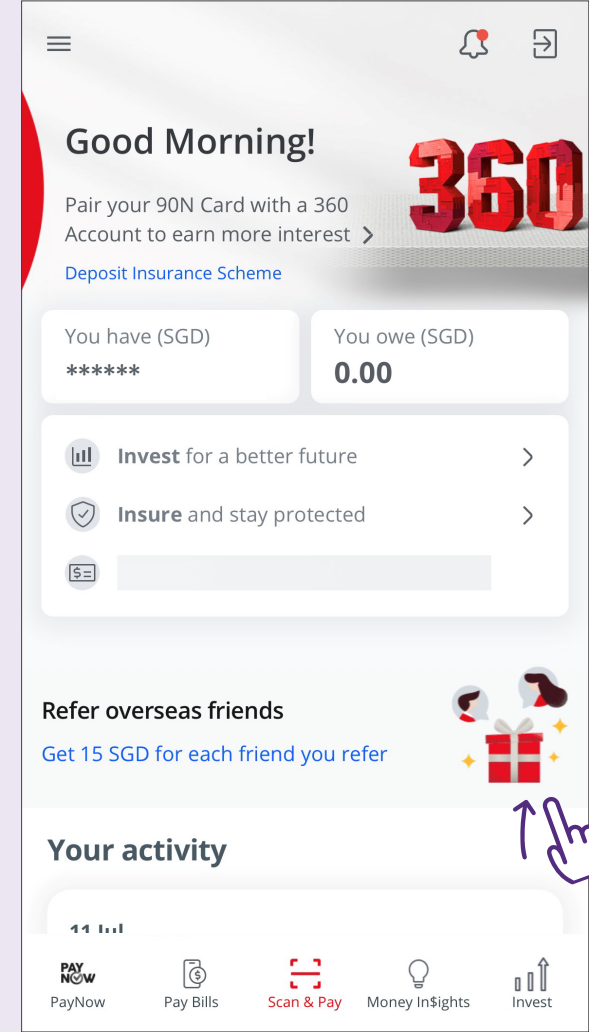 Good Morning!
360
Pair your 90N Card with a 360
Account to earn more interest
Deposit Insurance Scheme
You have (SGD)
******
You owe (SGD)
0.00
Invest for a better future
Insure and stay protected
Refer overseas friends
Get 15 SGD for each friend you refer
Your activity
11 Jul
PAY
NOW
PayNow
Pay Bills
Scan & Pay
Money In$ights
Invest